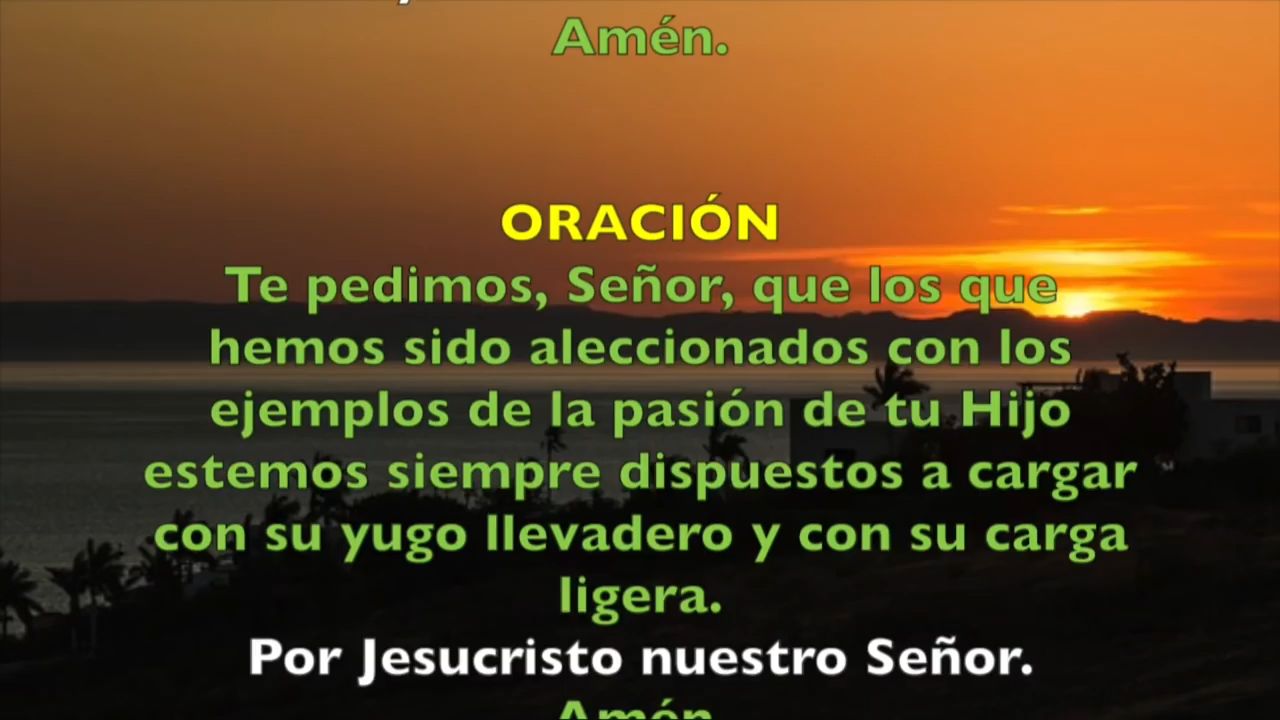 Amén.
ORACIÓN
Te pedimos, Señor, que los que
hemos sido aleccionados con los
ejemplos de la pasión de tu Hijo
estemos siempre dispuestos a cargar
con su yugo llevadero y con su carga
ligera.
Por Jesucristo nuestro Señor.
Amén.